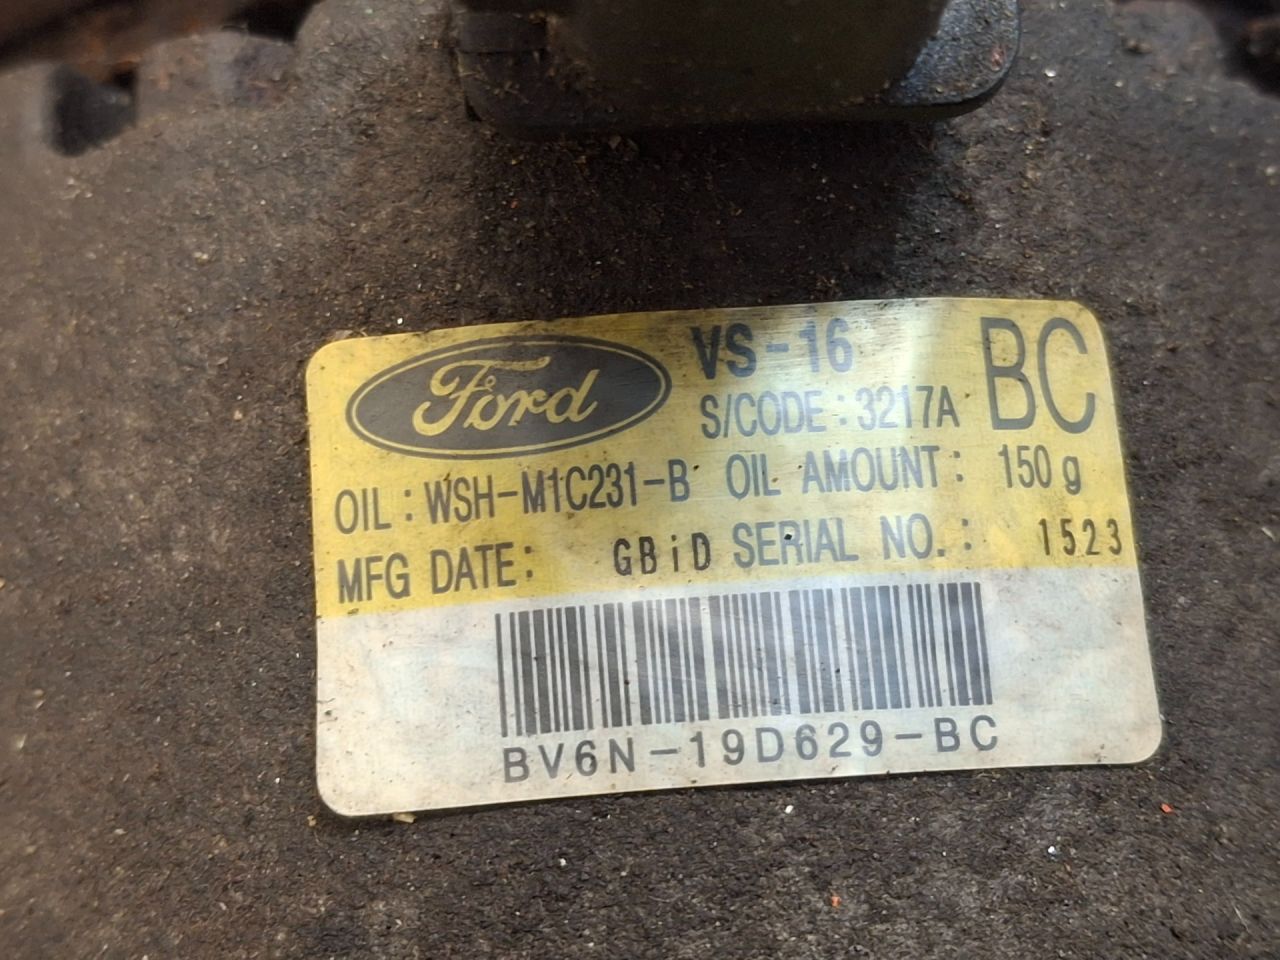 Ford VS-16 BC
S/CODE : 3217A
OIL : WSH-M1C231-B OIL AMOUNT : 150 g
MFG DATE : GBiD SERIAL NO. : 1523
BV6N-19D629-BC